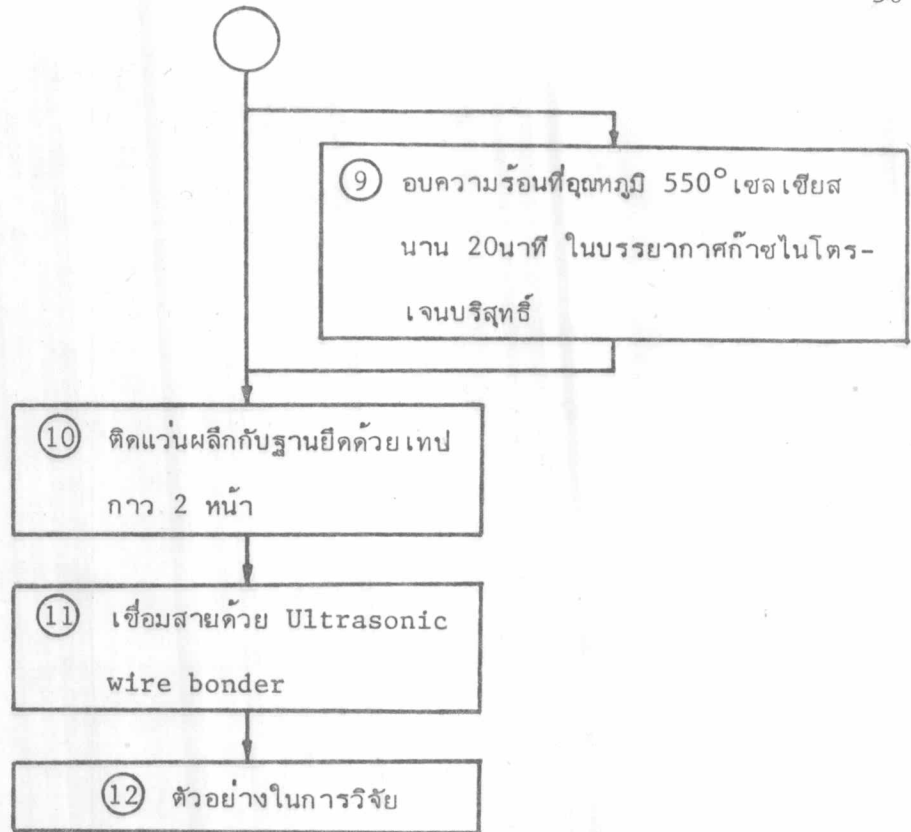 ⑨ อบความร้อนที่อุณหภูมิ 550° เซลเซียส
นาน 20นาที ในบรรยากาศก๊าซไนโตร-
เจนบริสุทธิ์
⑩ ติดแว่นผลึกกับฐานยึดด้วยเทป
กาว 2 หน้า
⑪ เชื่อมสายด้วย Ultrasonic
wire bonder
⑫ ตัวอย่างในการวิจัย